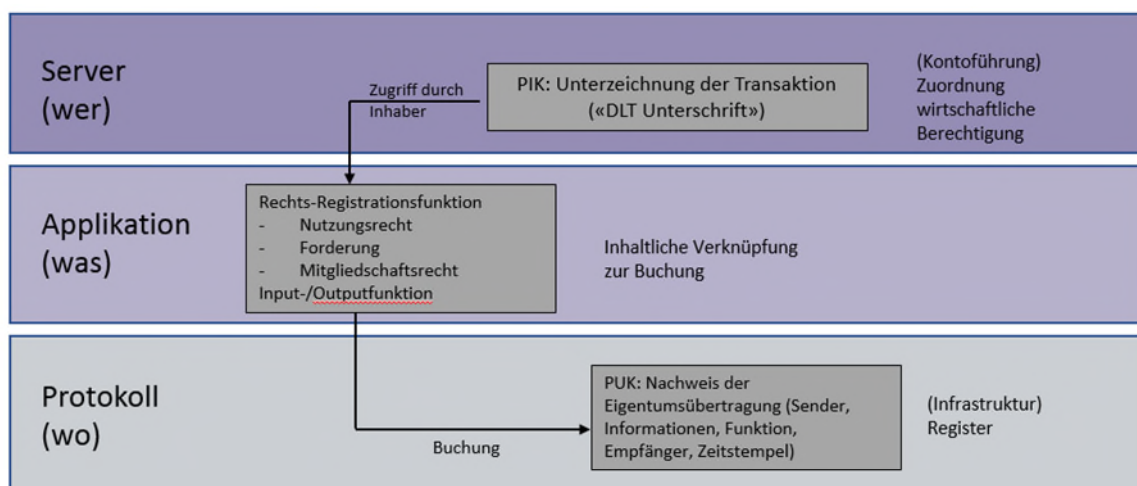 Server
(wer)
Zugriff durch
Inhaber
PIK: Unterzeichnung der Transaktion
(«DLT Unterschrift»)
(Kontoführung)
Zuordnung
wirtschaftliche
Berechtigung
Applikation
(was)
Rechts-Registrationsfunktion
- Nutzungsrecht
- Forderung
- Mitgliedschaftsrecht
Input-/Outputfunktion
Inhaltliche Verknüpfung
zur Buchung
Protokoll
(wo)
Buchung
PUK: Nachweis der
Eigentumsübertragung (Sender,
Informationen, Funktion,
Empfänger, Zeitstempel)
(Infrastruktur)
Register